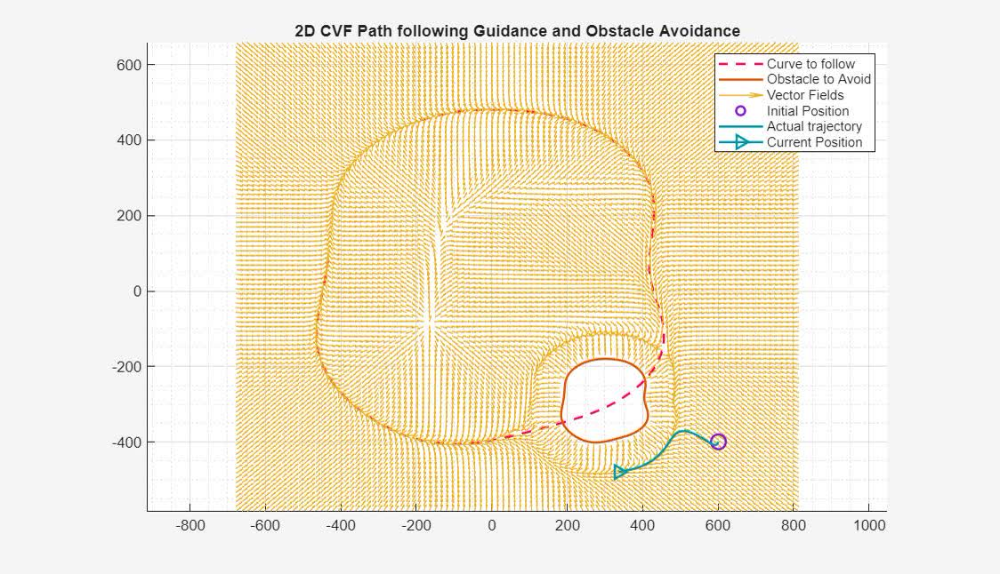 2D CVF Path following Guidance and Obstacle Avoidance
Curve to follow
Obstacle to Avoid
Vector Fields
Initial Position
Actual trajectory
Current Position
600
400
200
0
-200
-400
-800
-600
-400
-200
0
200
400
600
800
1000